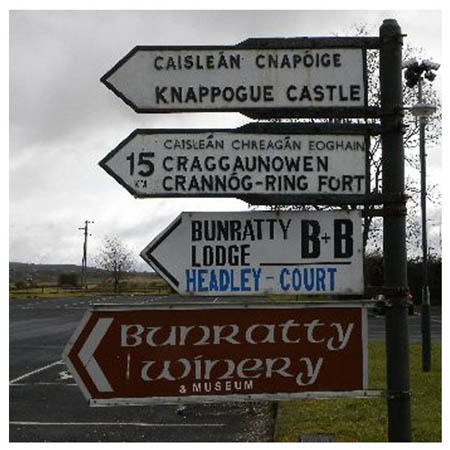 CAISLEÁN CNAPÓIGE
KNAPPOGUE CASTLE
CAISLEÁN CHREAGÁN EOGHAIN
15 KM
CRAGGAUNOWEN
CRANNÓG-RING FORT
BUNRATTY
LODGE
B+B
HEADLEY-COURT
Bunratty
Winery
& MUSEUM